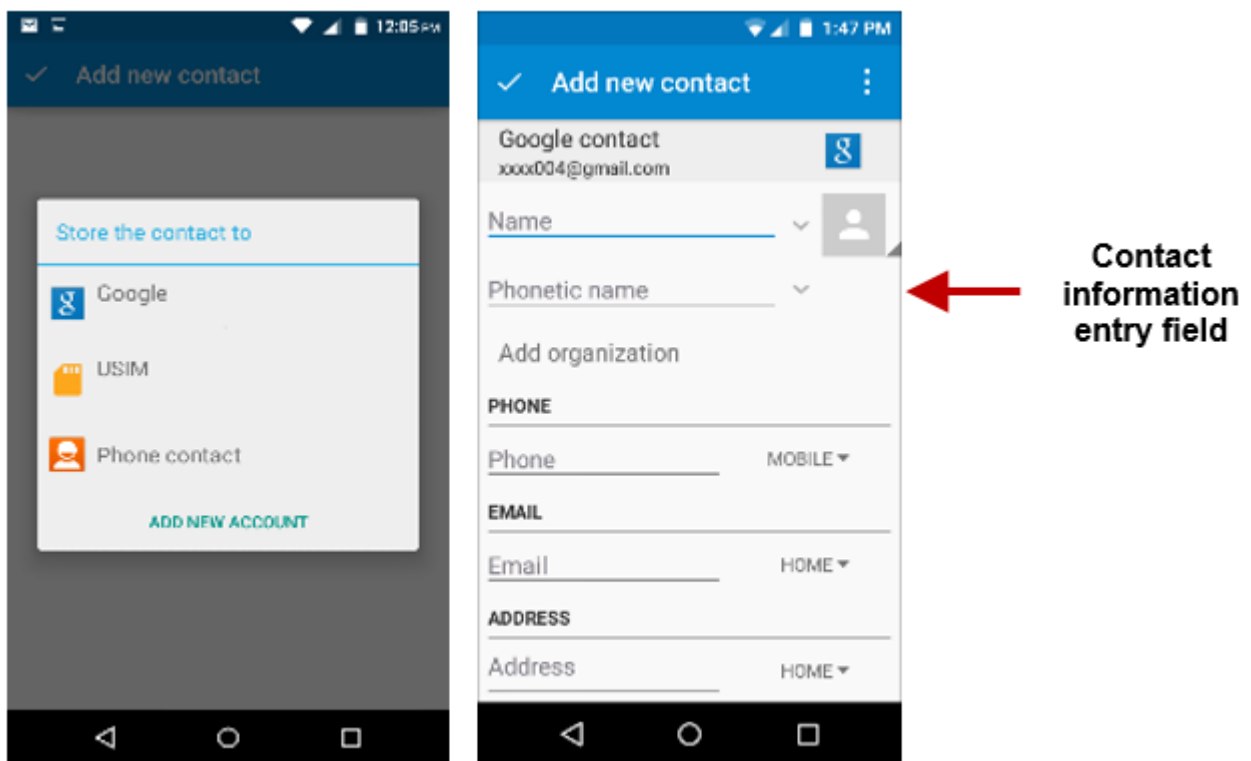 12:05 PM
Add new contact
Store the contact to
Google
USIM
Phone contact
ADD NEW ACCOUNT
1:47 PM
Add new contact
Google contact
xxxx004@gmail.com
Name
Phonetic name
Add organization
PHONE
Phone MOBILE
EMAIL
Email HOME
ADDRESS
Address HOME
Contact
information
entry field